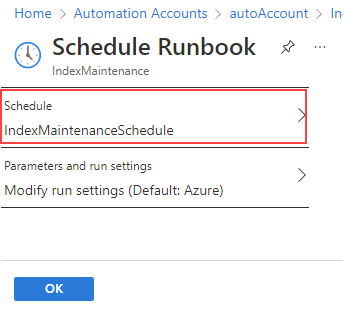 Home > Automation Accounts > autoAccount > In
Schedule Runbook
IndexMaintenance
Schedule
IndexMaintenanceSchedule
Parameters and run settings
Modify run settings (Default: Azure)
OK